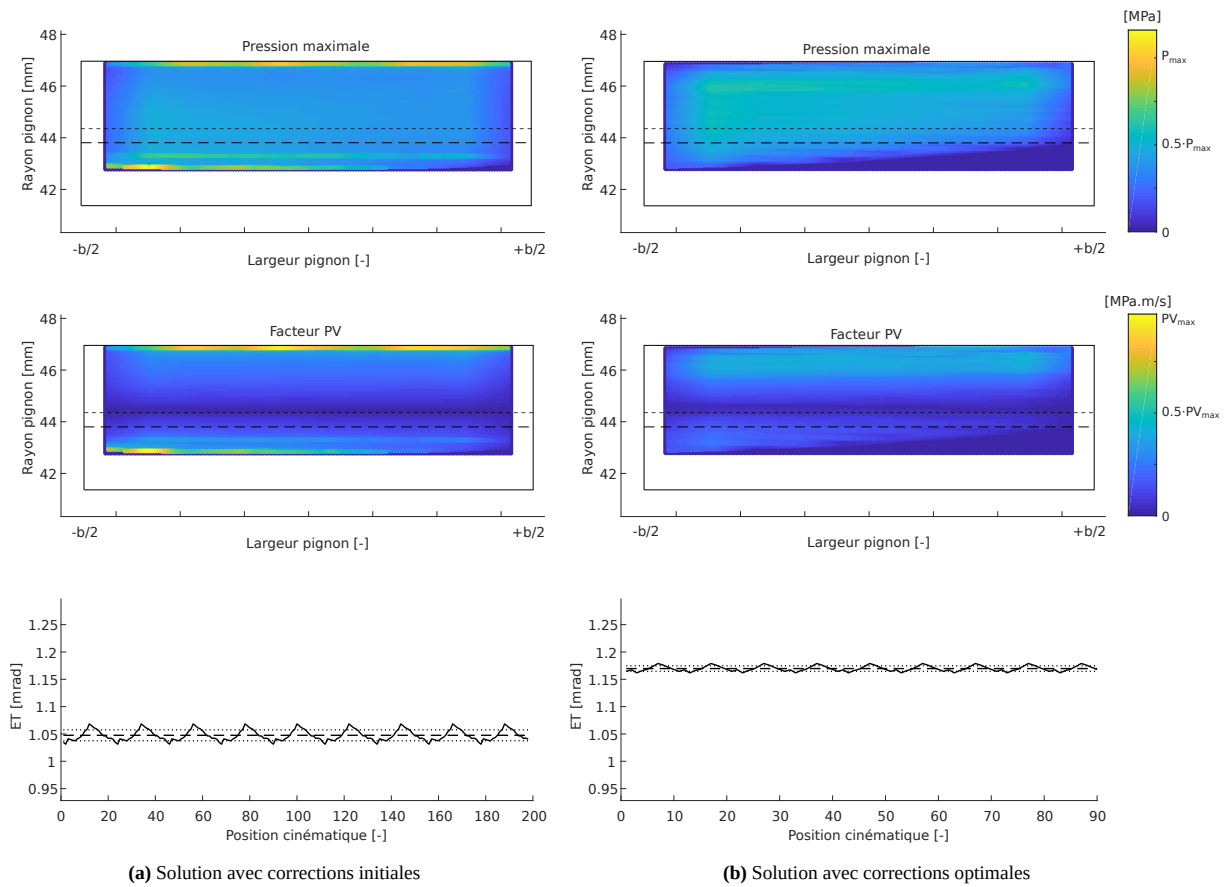 [MPa]
Pression maximale
Pression maximale
48
46
44
42
Rayon pignon [mm]
48
46
44
42
Rayon pignon [mm]
Pmax
0.5·Pmax
0
-b/2
+b/2
Largeur pignon [-]
-b/2
+b/2
Largeur pignon [-]
[MPa.m/s]
Facteur PV
Facteur PV
48
46
44
42
Rayon pignon [mm]
48
46
44
42
Rayon pignon [mm]
PVmax
0.5·PVmax
0
-b/2
+b/2
Largeur pignon [-]
-b/2
+b/2
Largeur pignon [-]
1.25
1.2
1.15
1.1
1.05
1
0.95
ET [mrad]
0 20 40 60 80 100 120 140 160 180 200
Position cinématique [-]
1.25
1.2
1.15
1.1
1.05
1
0.95
ET [mrad]
0 10 20 30 40 50 60 70 80 90
Position cinématique [-]
(a) Solution avec corrections initiales
(b) Solution avec corrections optimales